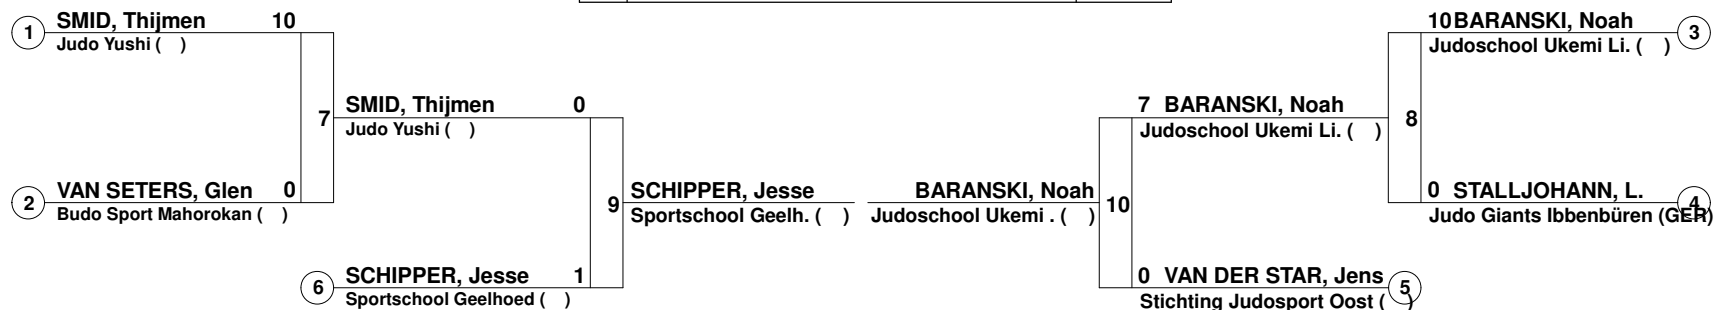 1 SMID, Thijmen 10
Judo Yushi ( )
10 BARANSKI, Noah 3
Judoschool Ukemi Li. ( )
7 SMID, Thijmen 0
Judo Yushi ( )
7 BARANSKI, Noah 8
Judoschool Ukemi Li. ( )
2 VAN SETERS, Glen 0
Budo Sport Mahorokan ( )
9 SCHIPPER, Jesse
Sportschool Geelh. ( )
BARANSKI, Noah 10
Judoschool Ukemi . ( )
0 STALLJOHANN, L. 4
Judo Giants Ibbenbüren (GER)
6 SCHIPPER, Jesse 1
Sportschool Geelhoed ( )
0 VAN DER STAR, Jens 5
Stichting Judosport Oost ( )